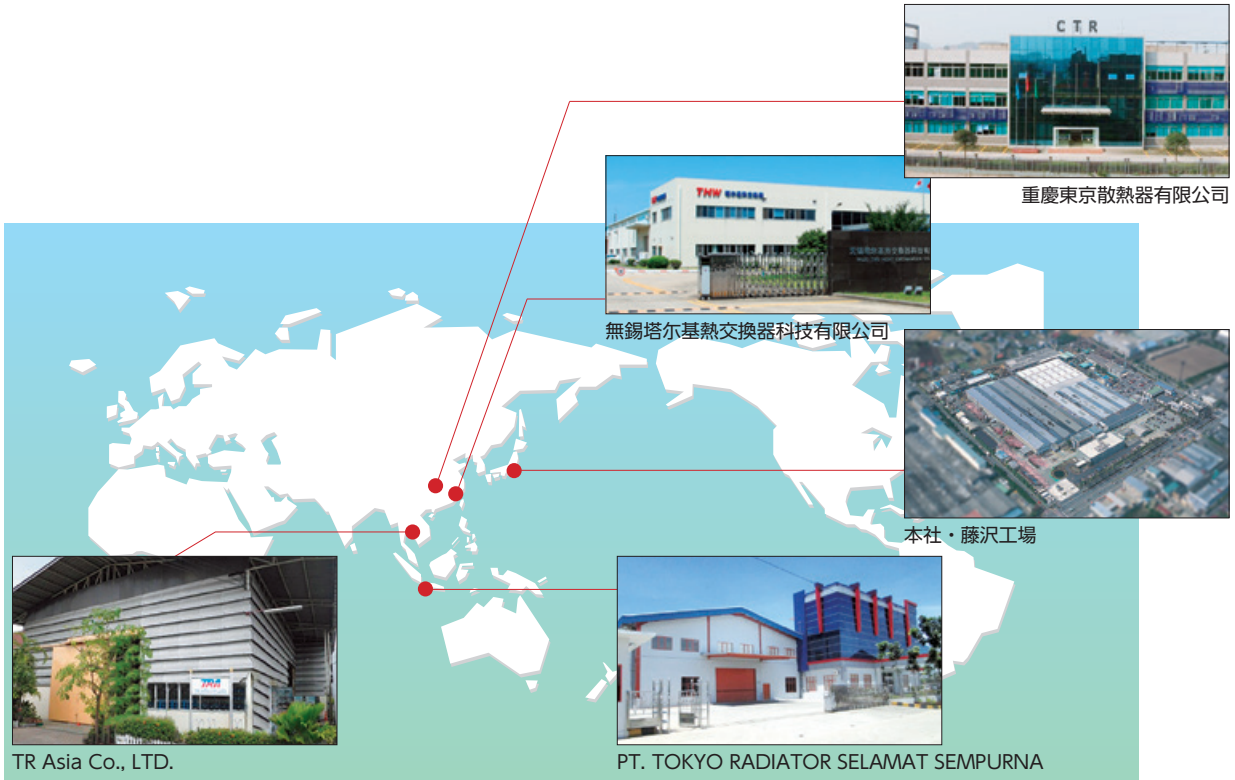 CTR
重慶東京散熱器有限公司
THW
無錫塔尓基熱交換器科技有限公司
本社・藤沢工場
TRA
TR Asia Co., LTD.
PT. TOKYO RADIATOR SELAMAT SEMPURNA